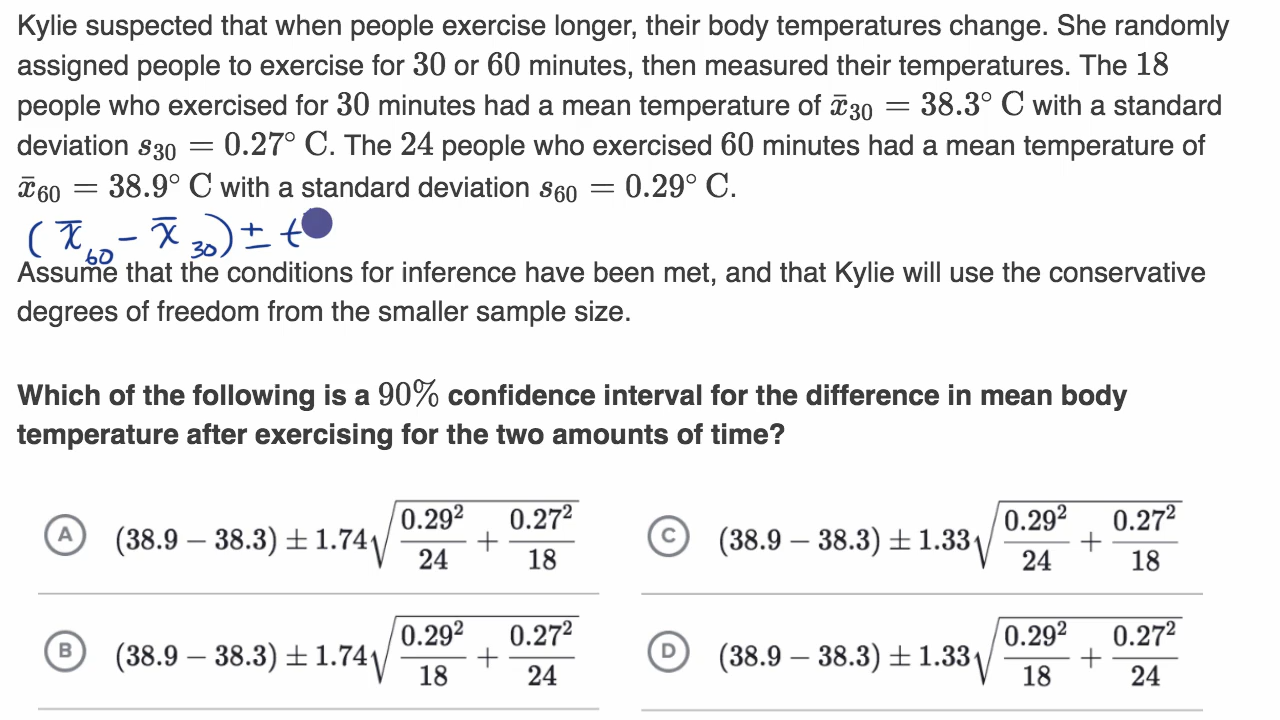 Kylie suspected that when people exercise longer, their body temperatures change. She randomly
assigned people to exercise for 30 or 60 minutes, then measured their temperatures. The 18
people who exercised for 30 minutes had a mean temperature of x̄₃₀ = 38.3° C with a standard
deviation s₃₀ = 0.27° C. The 24 people who exercised 60 minutes had a mean temperature of
x̄₆₀ = 38.9° C with a standard deviation s₆₀ = 0.29° C.
(x̄₆₀ − x̄₃₀) ± t
Assume that the conditions for inference have been met, and that Kylie will use the conservative
degrees of freedom from the smaller sample size.
Which of the following is a 90% confidence interval for the difference in mean body
temperature after exercising for the two amounts of time?
A (38.9 − 38.3) ± 1.74√(0.29²/24 + 0.27²/18)
B (38.9 − 38.3) ± 1.74√(0.29²/18 + 0.27²/24)
C (38.9 − 38.3) ± 1.33√(0.29²/24 + 0.27²/18)
D (38.9 − 38.3) ± 1.33√(0.29²/18 + 0.27²/24)